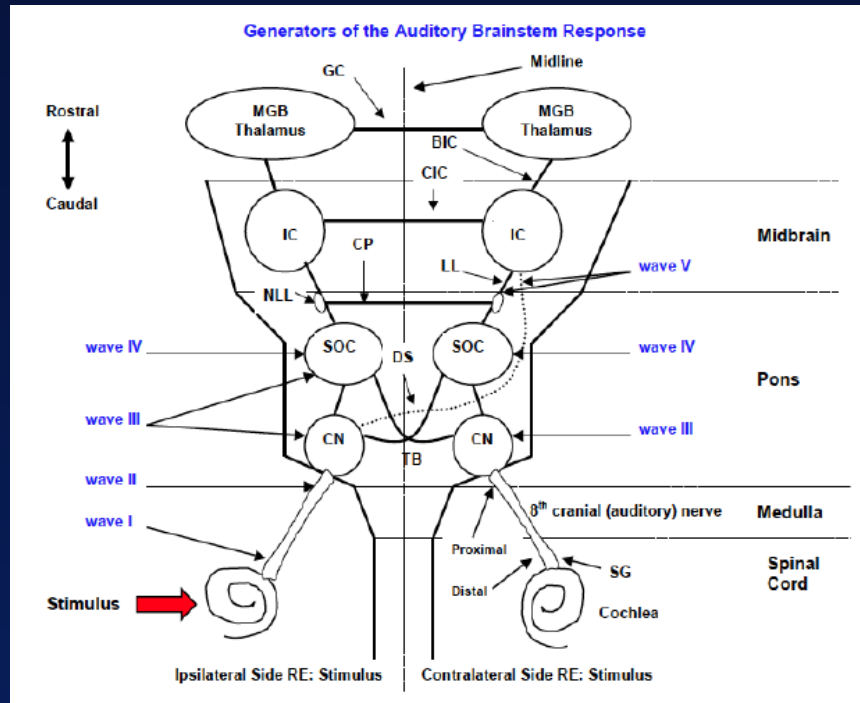 Generators of the Auditory Brainstem Response
GC
Midline
Rostral
Caudal
MGB
Thalamus
MGB
Thalamus
BIC
CIC
IC
IC
Midbrain
CP
LL
wave V
NLL
wave IV
SOC
DS
SOC
wave IV
Pons
wave III
CN
TB
CN
wave III
wave II
8th cranial (auditory) nerve
Medulla
wave I
Proximal
Distal
SG
Spinal
Cord
Stimulus
Cochlea
Ipsilateral Side RE: Stimulus
Contralateral Side RE: Stimulus